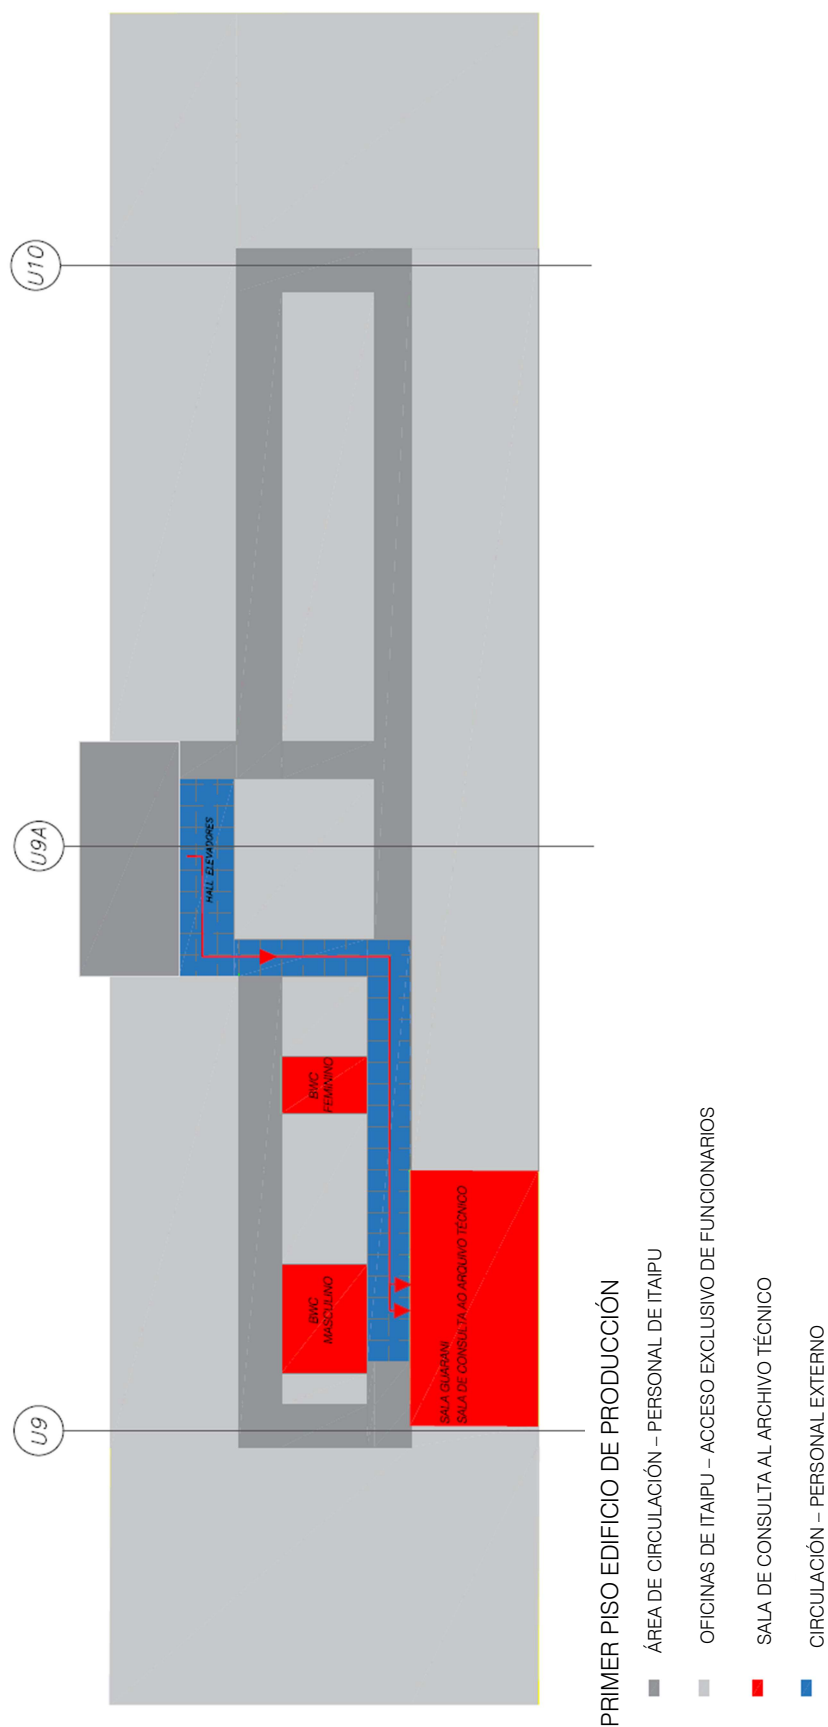 U9
U9A
U10
HALL ELEVADORES
BWC
MASCULINO
BWC
FEMININO
SALA GUARANI
SALA DE CONSULTA AO ARQUIVO TÉCNICO
PRIMER PISO EDIFICIO DE PRODUCCIÓN
ÁREA DE CIRCULACIÓN – PERSONAL DE ITAIPU
OFICINAS DE ITAIPU – ACCESO EXCLUSIVO DE FUNCIONARIOS
SALA DE CONSULTA AL ARCHIVO TÉCNICO
CIRCULACIÓN – PERSONAL EXTERNO